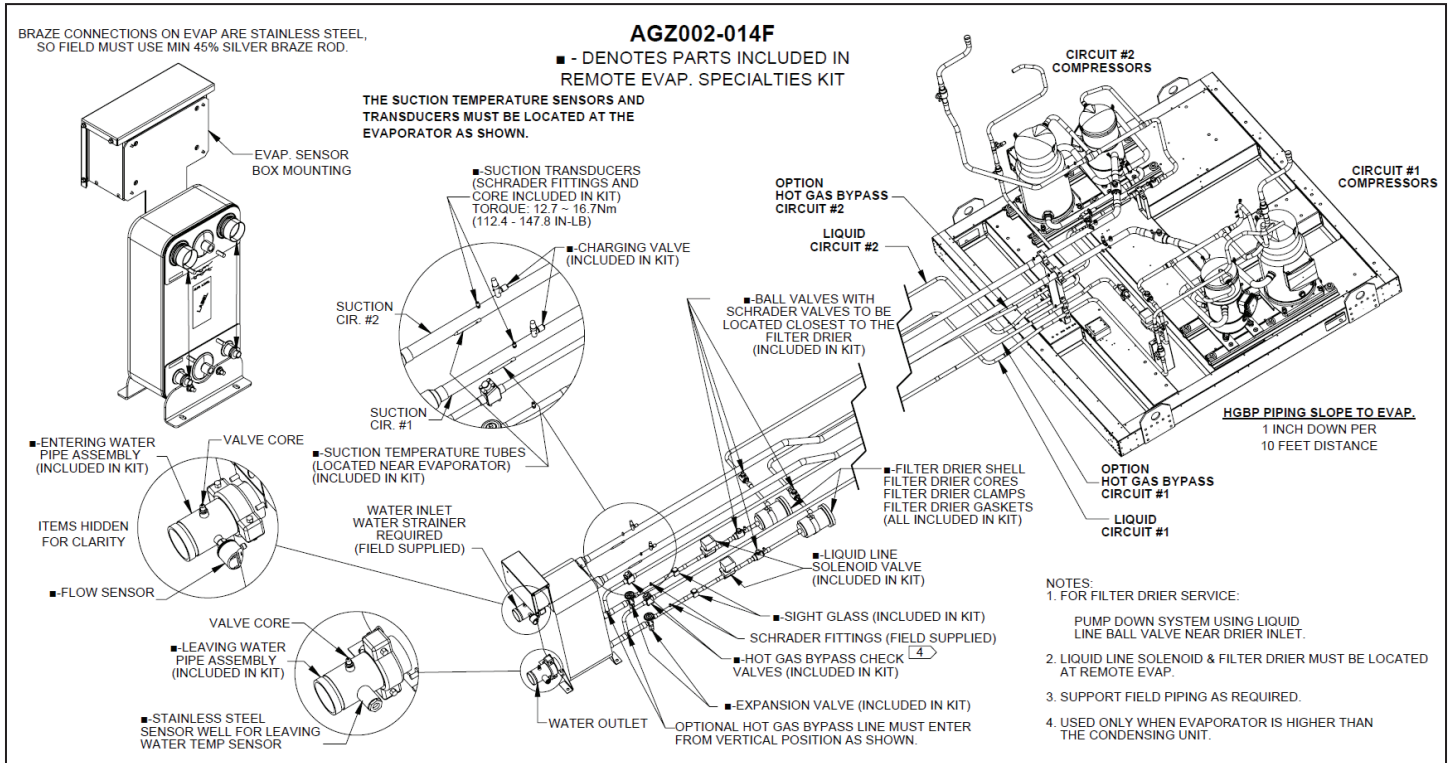 BRAZE CONNECTIONS ON EVAP ARE STAINLESS STEEL,
SO FIELD MUST USE MIN 45% SILVER BRAZE ROD.
AGZ002-014F
■ - DENOTES PARTS INCLUDED IN
REMOTE EVAP. SPECIALTIES KIT
THE SUCTION TEMPERATURE SENSORS AND
TRANSDUCERS MUST BE LOCATED AT THE
EVAPORATOR AS SHOWN.
EVAP. SENSOR
BOX MOUNTING
■-SUCTION TRANSDUCERS
(SCHRADER FITTINGS AND
CORE INCLUDED IN KIT)
TORQUE: 12.7 ~ 16.7Nm
(112.4 - 147.8 IN-LB)
■-CHARGING VALVE
(INCLUDED IN KIT)
SUCTION
CIR. #2
SUCTION
CIR. #1
■-SUCTION TEMPERATURE TUBES
(LOCATED NEAR EVAPORATOR)
(INCLUDED IN KIT)
■-BALL VALVES WITH
SCHRADER VALVES TO BE
LOCATED CLOSEST TO THE
FILTER DRIER
(INCLUDED IN KIT)
OPTION
HOT GAS BYPASS
CIRCUIT #2
LIQUID
CIRCUIT #2
CIRCUIT #2
COMPRESSORS
CIRCUIT #1
COMPRESSORS
HGBP PIPING SLOPE TO EVAP.
1 INCH DOWN PER
10 FEET DISTANCE
OPTION
HOT GAS BYPASS
CIRCUIT #1
LIQUID
CIRCUIT #1
■-ENTERING WATER
PIPE ASSEMBLY
(INCLUDED IN KIT)
VALVE CORE
ITEMS HIDDEN
FOR CLARITY
■-FLOW SENSOR
WATER INLET
WATER STRAINER
REQUIRED
(FIELD SUPPLIED)
■-FILTER DRIER SHELL
FILTER DRIER CORES
FILTER DRIER CLAMPS
FILTER DRIER GASKETS
(ALL INCLUDED IN KIT)
■-LIQUID LINE
SOLENOID VALVE
(INCLUDED IN KIT)
■-SIGHT GLASS (INCLUDED IN KIT)
SCHRADER FITTINGS (FIELD SUPPLIED)
■-HOT GAS BYPASS CHECK 4
VALVES (INCLUDED IN KIT)
■-EXPANSION VALVE (INCLUDED IN KIT)
OPTIONAL HOT GAS BYPASS LINE MUST ENTER
FROM VERTICAL POSITION AS SHOWN.
VALVE CORE
■-LEAVING WATER
PIPE ASSEMBLY
(INCLUDED IN KIT)
■-STAINLESS STEEL
SENSOR WELL FOR LEAVING
WATER TEMP SENSOR
WATER OUTLET
NOTES:
1. FOR FILTER DRIER SERVICE:
PUMP DOWN SYSTEM USING LIQUID
LINE BALL VALVE NEAR DRIER INLET.
2. LIQUID LINE SOLENOID & FILTER DRIER MUST BE LOCATED
AT REMOTE EVAP.
3. SUPPORT FIELD PIPING AS REQUIRED.
4. USED ONLY WHEN EVAPORATOR IS HIGHER THAN
THE CONDENSING UNIT.